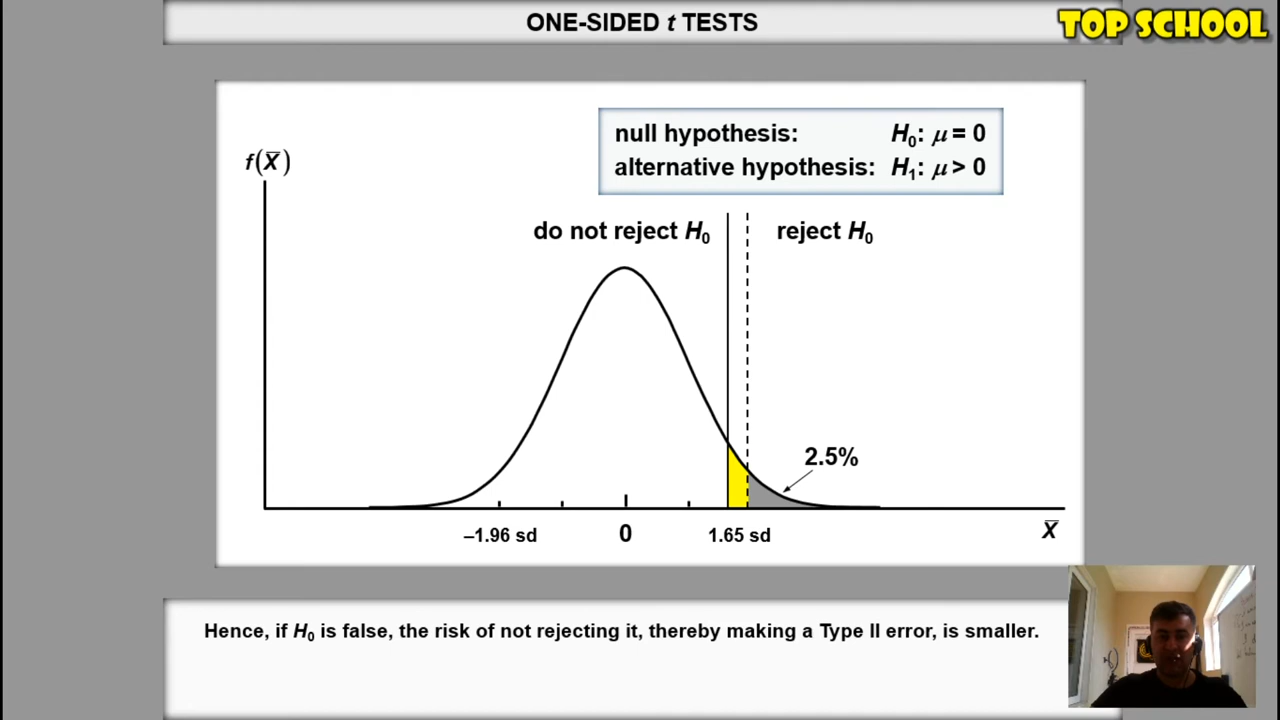 ONE-SIDED t TESTS
TOP SCHOOL
null hypothesis: H₀: μ = 0
alternative hypothesis: H₁: μ > 0
f(X̅)
do not reject H₀
reject H₀
2.5%
–1.96 sd
0
1.65 sd
X̅
Hence, if H₀ is false, the risk of not rejecting it, thereby making a Type II error, is smaller.